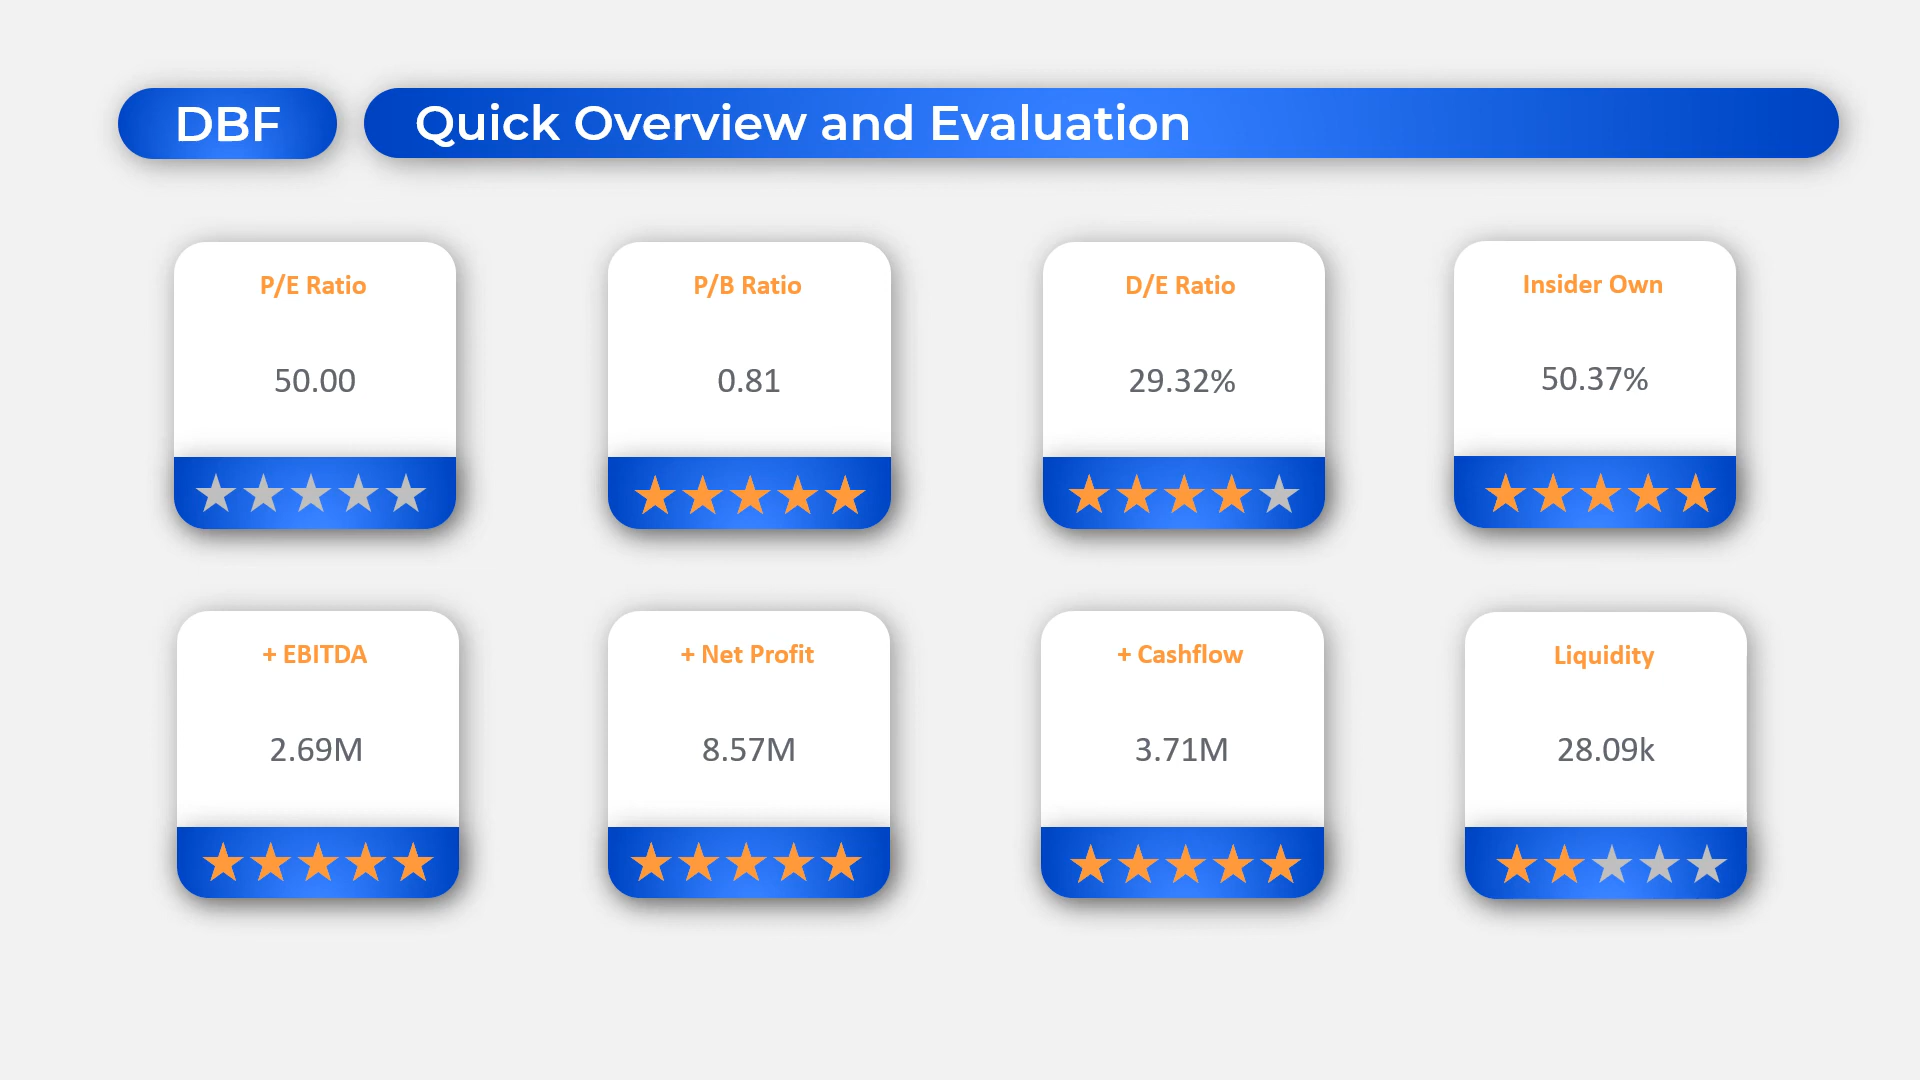 DBF
Quick Overview and Evaluation
P/E Ratio
50.00
P/B Ratio
0.81
D/E Ratio
29.32%
Insider Own
50.37%
+ EBITDA
2.69M
+ Net Profit
8.57M
+ Cashflow
3.71M
Liquidity
28.09k